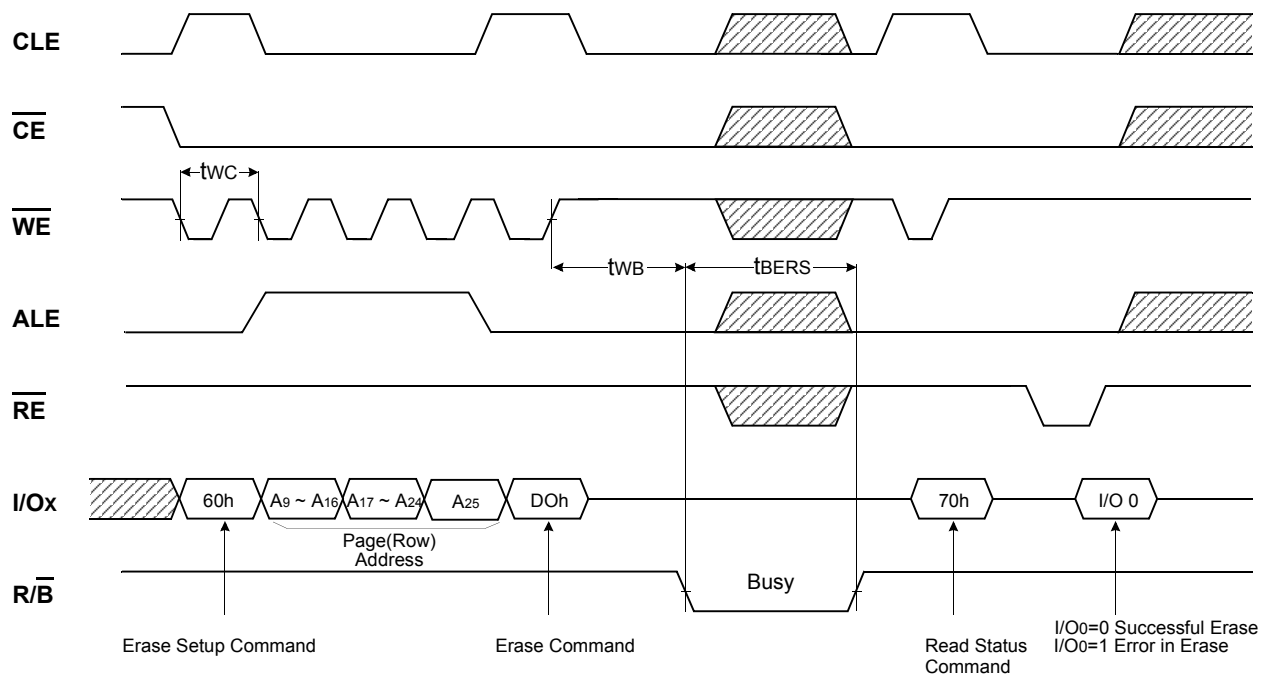 CLE
CE
tWC
WE
tWB
tBERS
ALE
RE
I/Ox
60h
A9 ~ A16
A17 ~ A24
A25
DOh
70h
I/O 0
Page(Row)
Address
R/B
Busy
Erase Setup Command
Erase Command
Read Status
Command
I/O0=0 Successful Erase
I/O0=1 Error in Erase